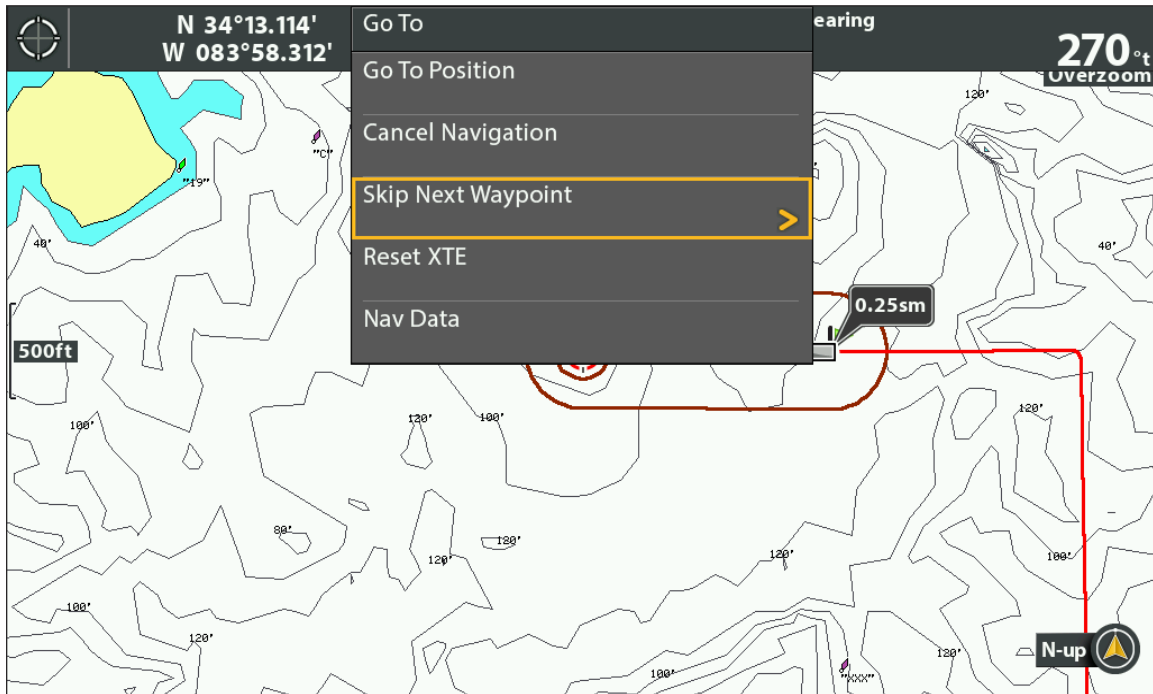 N 34°13.114'
W 083°58.312'
Go To
earing
270 °t
Overzoom
Go To Position
Cancel Navigation
Skip Next Waypoint
Reset XTE
Nav Data
120'
"C"
"19"
40'
40'
0.25sm
500ft
100'
120'
100'
120'
80'
120'
120'
120'
100'
100'
120'
100'
120'
N-up
"XXX"